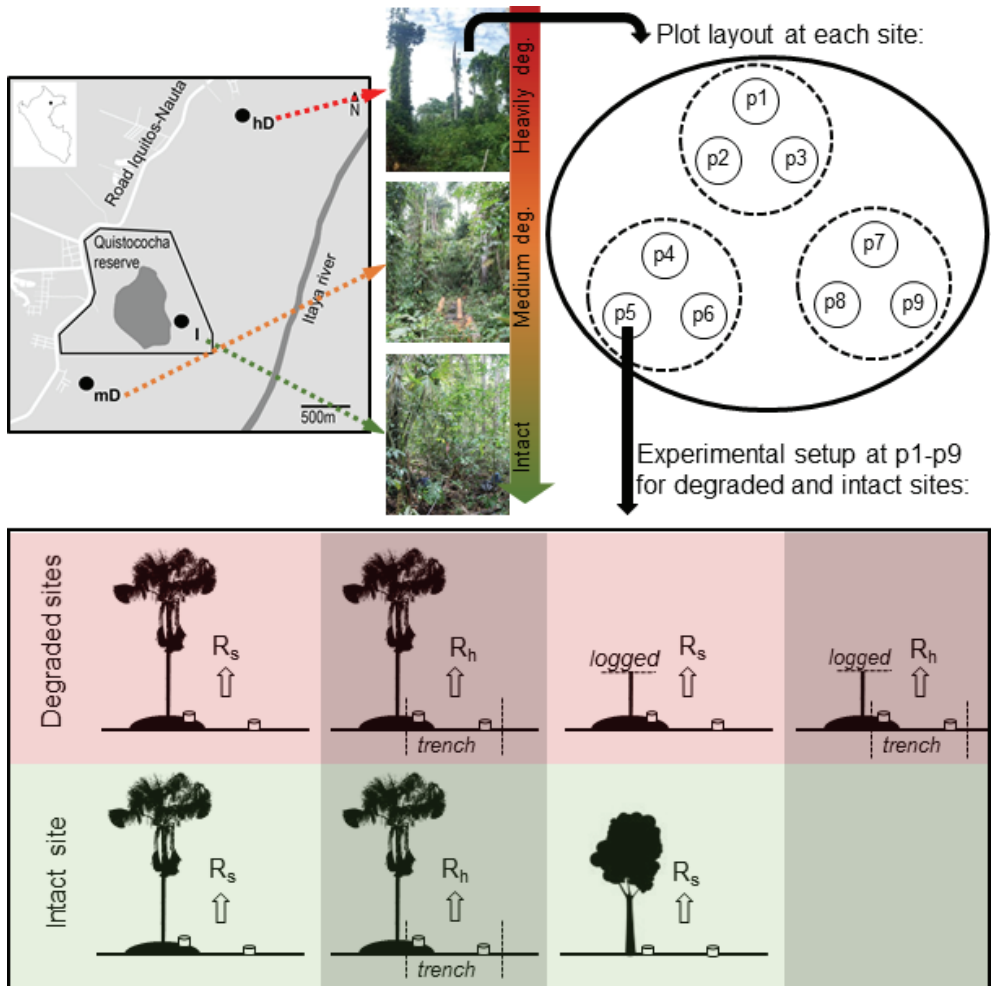 Plot layout at each site:
hD
N
Road Iquitos-Nauta
Quistococha
reserve
I
mD
Itaya river
500m
Heavily deg.
Medium deg.
Intact
p1
p2
p3
p4
p5
p6
p7
p8
p9
Experimental setup at p1-p9
for degraded and intact sites:
Degraded sites
Rs
Rh
trench
logged
Rs
logged
Rh
trench
Intact site
Rs
Rh
trench
Rs